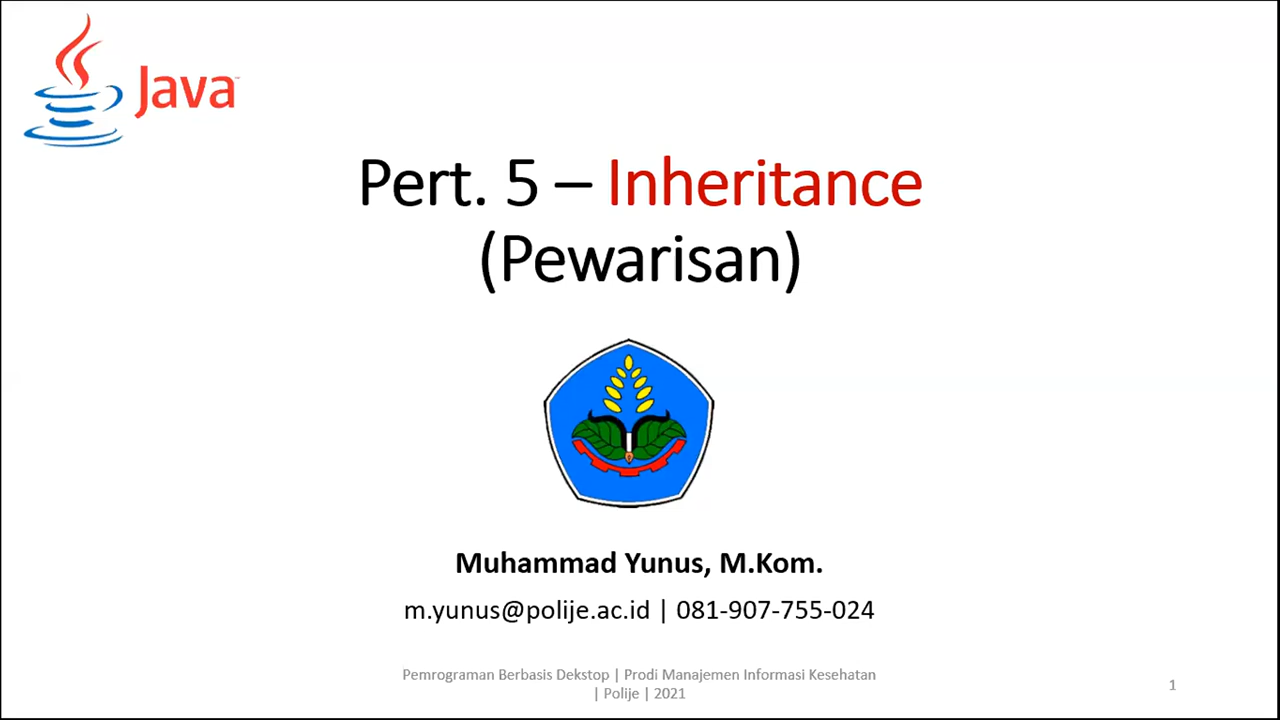 Java™
Pert. 5 – Inheritance
(Pewarisan)
Muhammad Yunus, M.Kom.
m.yunus@polije.ac.id | 081-907-755-024
Pemrograman Berbasis Dekstop | Prodi Manajemen Informasi Kesehatan
| Polije | 2021
1